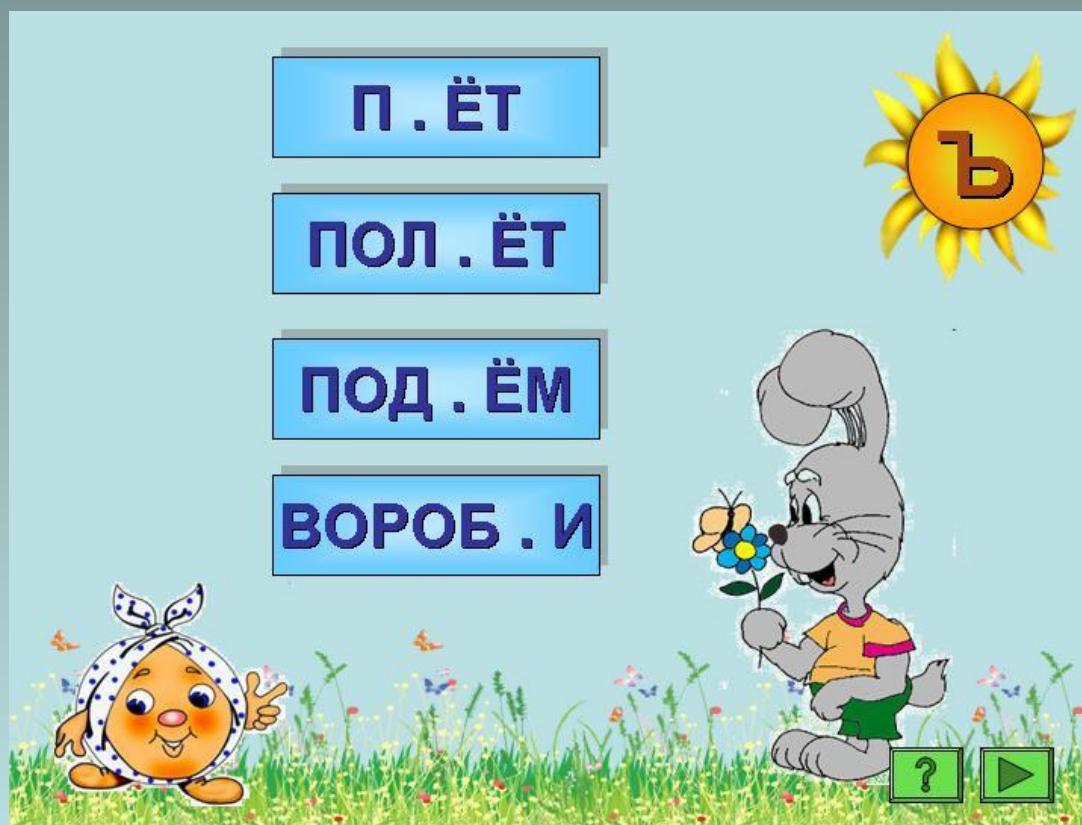 П . ЁТ
Ъ
ПОЛ . ЁТ
ПОД . ЁМ
ВОРОБ . И
?